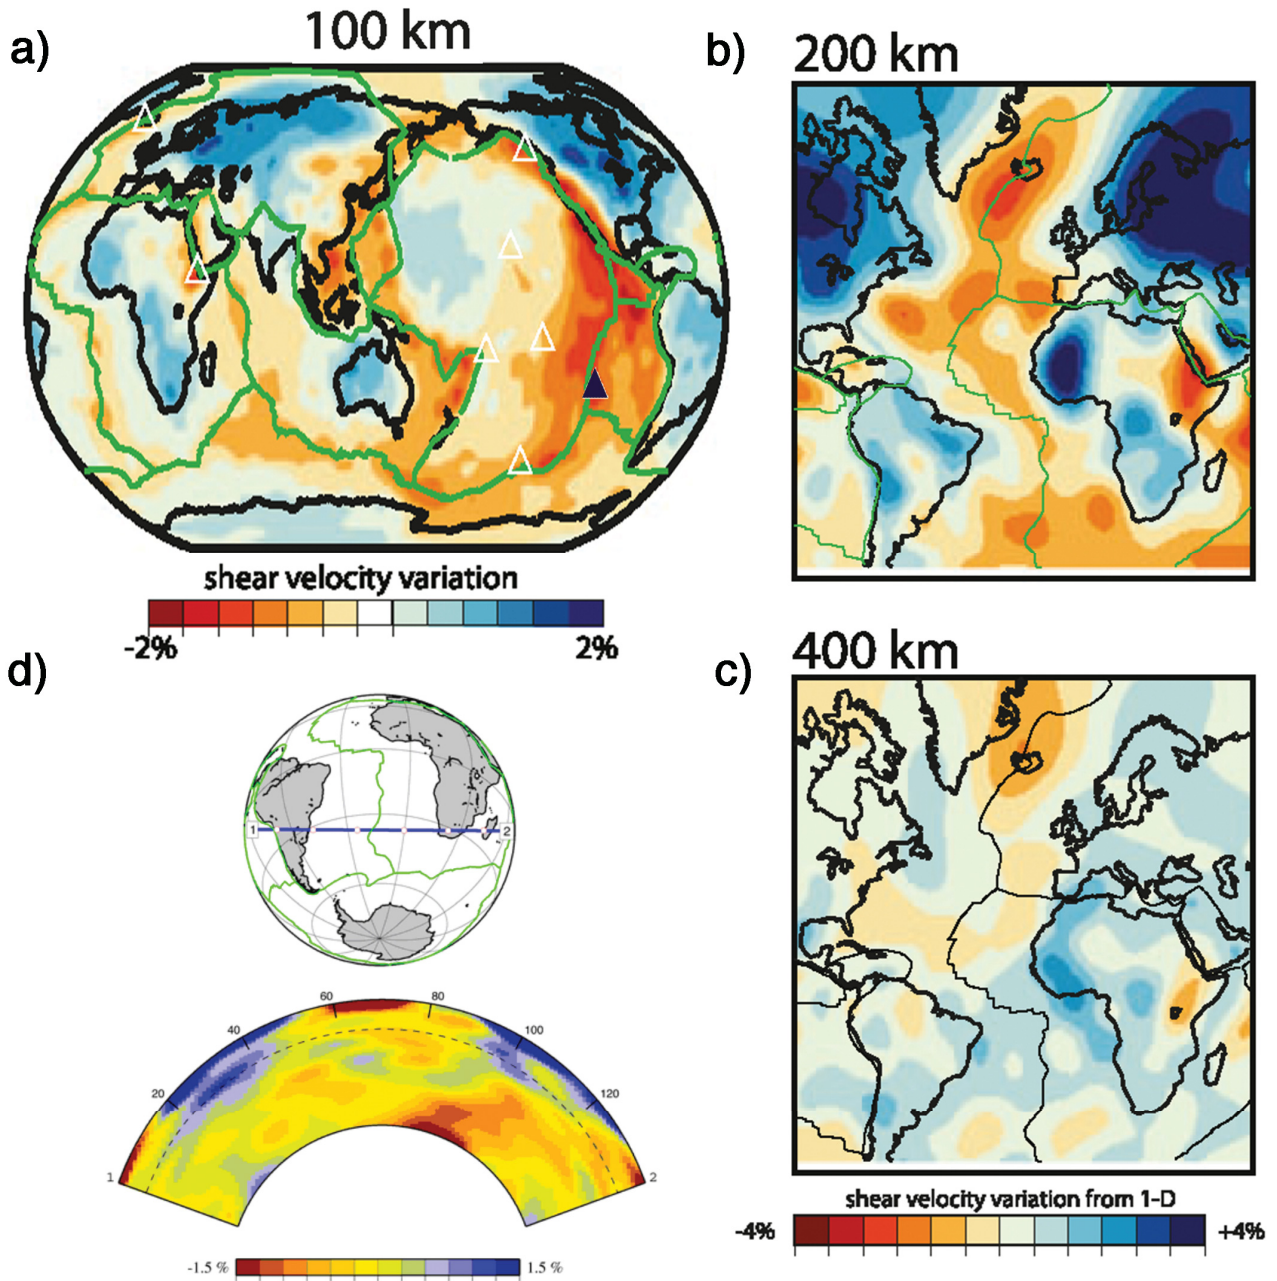 a)
100 km
b)
200 km
shear velocity variation
-2%
2%
d)
c)
400 km
1
2
60
80
40
100
20
120
1
2
shear velocity variation from 1-D
-4%
+4%
-1.5 %
1.5 %